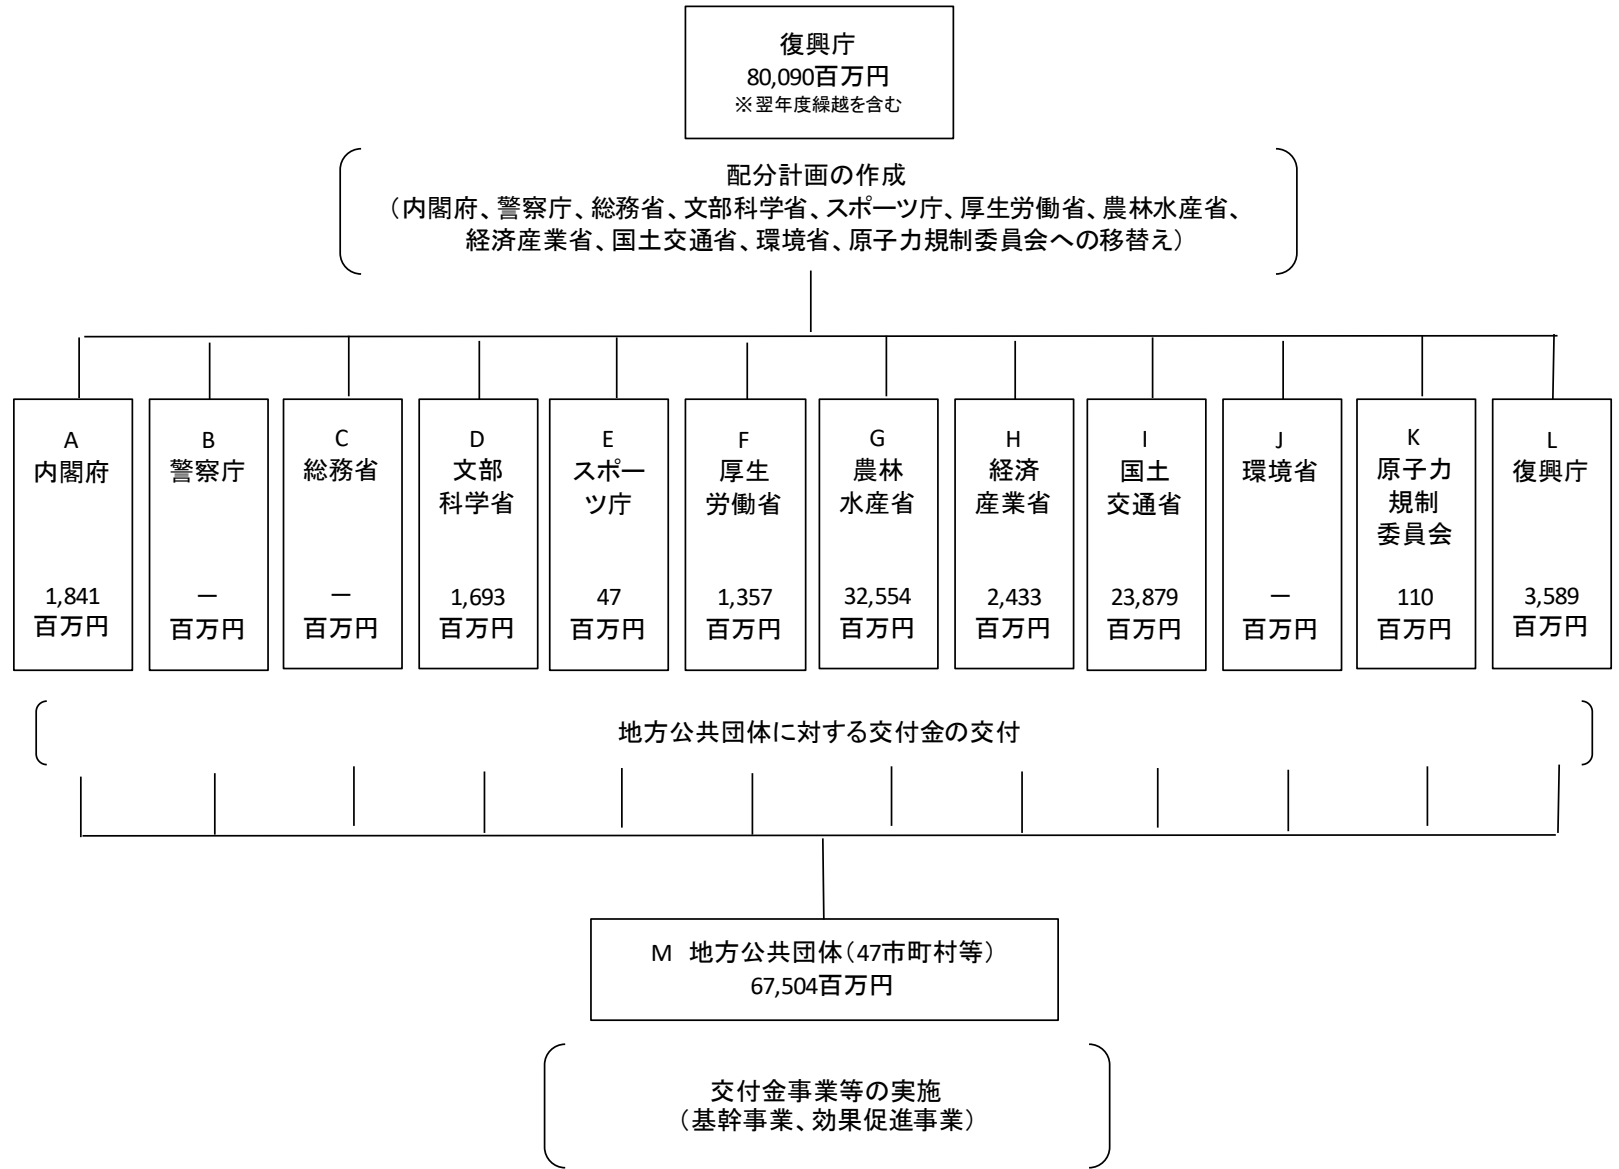 復興庁
80,090百万円
※翌年度繰越を含む
配分計画の作成
（内閣府、警察庁、総務省、文部科学省、スポーツ庁、厚生労働省、農林水産省、
経済産業省、国土交通省、環境省、原子力規制委員会への移替え）
A
内閣府
1,841
百万円
B
警察庁
－
百万円
C
総務省
－
百万円
D
文部
科学省
1,693
百万円
E
スポー
ツ庁
47
百万円
F
厚生
労働省
1,357
百万円
G
農林
水産省
32,554
百万円
H
経済
産業省
2,433
百万円
I
国土
交通省
23,879
百万円
J
環境省
－
百万円
K
原子力
規制
委員会
110
百万円
L
復興庁
3,589
百万円
地方公共団体に対する交付金の交付
M 地方公共団体（47市町村等）
67,504百万円
交付金事業等の実施
（基幹事業、効果促進事業）